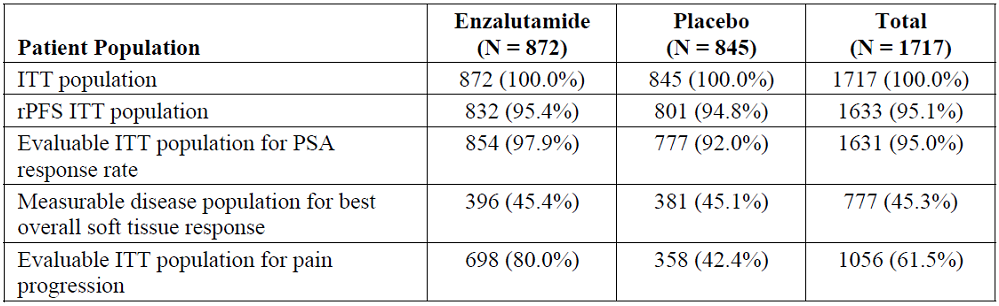 Patient Population Enzalutamide (N = 872) Placebo (N = 845) Total (N = 1717)
ITT population 872 (100.0%) 845 (100.0%) 1717 (100.0%)
rPFS ITT population 832 (95.4%) 801 (94.8%) 1633 (95.1%)
Evaluable ITT population for PSA response rate 854 (97.9%) 777 (92.0%) 1631 (95.0%)
Measurable disease population for best overall soft tissue response 396 (45.4%) 381 (45.1%) 777 (45.3%)
Evaluable ITT population for pain progression 698 (80.0%) 358 (42.4%) 1056 (61.5%)